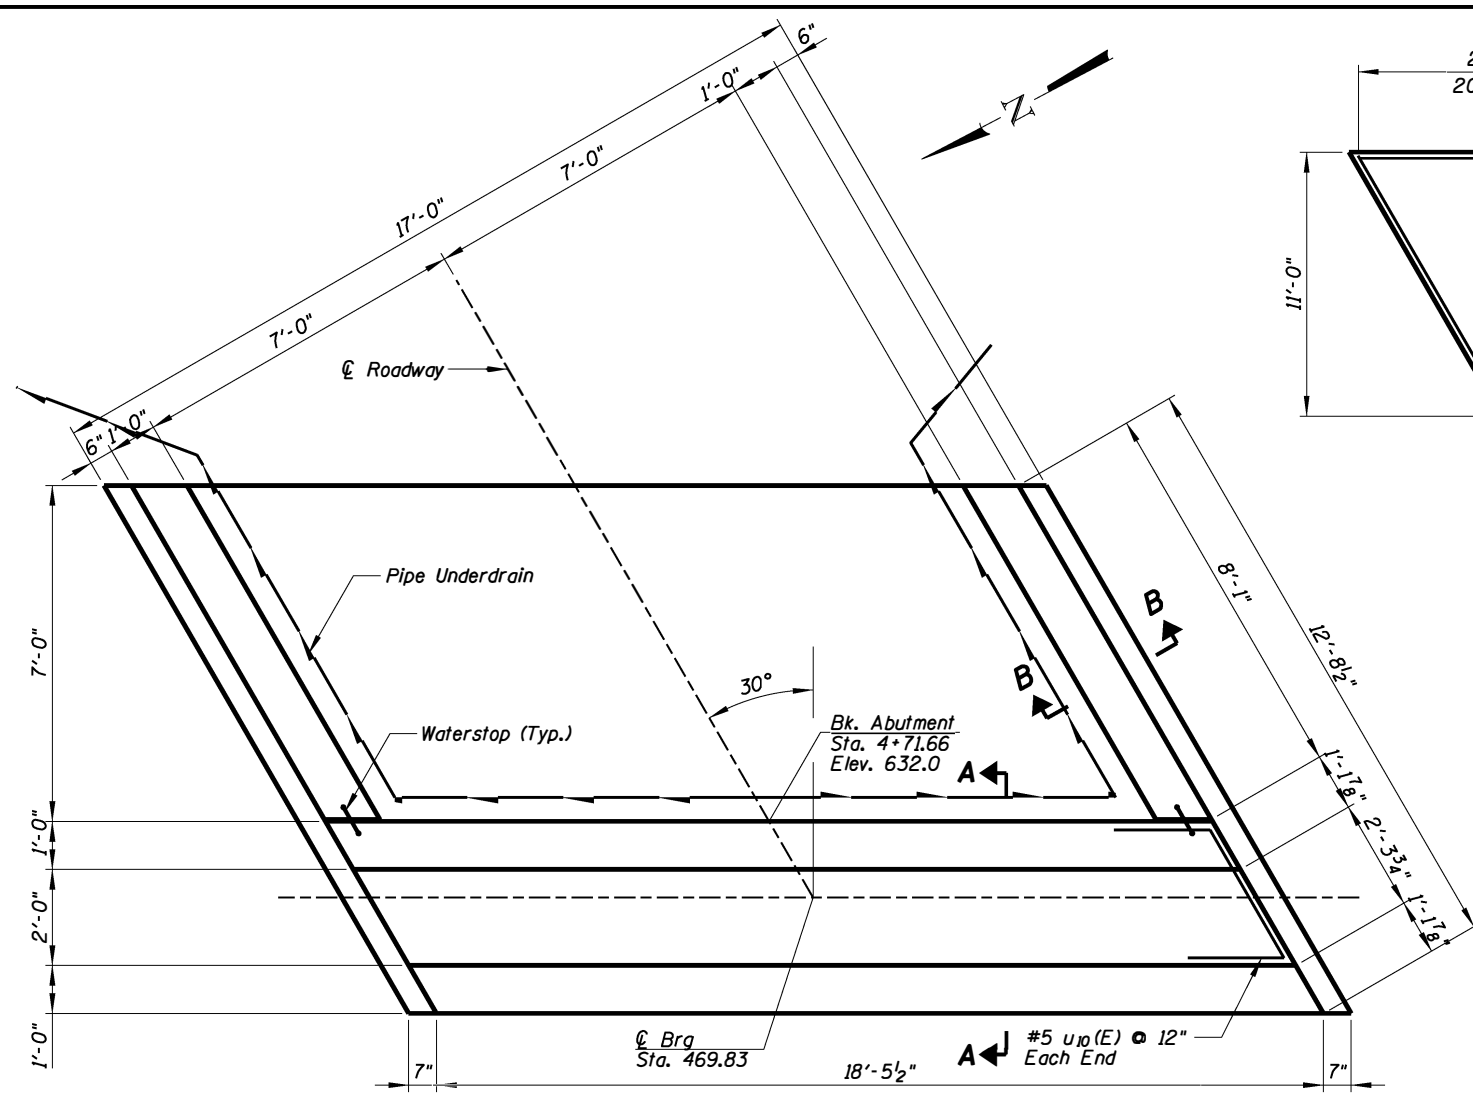 6"
1'-0"
7'-0"
17'-0"
7'-0"
6" 1'-0"
N
20
11'-0"
℄ Roadway
Pipe Underdrain
Waterstop (Typ.)
30°
Bk. Abutment
Sta. 4+71.66
Elev. 632.0
B
B
A
8'-1"
12'-8½"
1'-1⅞"
2'-3¾"
1'-1⅞"
7'-0"
1'-0"
2'-0"
1'-0"
℄ Brg
Sta. 469.83
A
#5 u10(E) @ 12"
Each End
7"
18'-5½"
7"